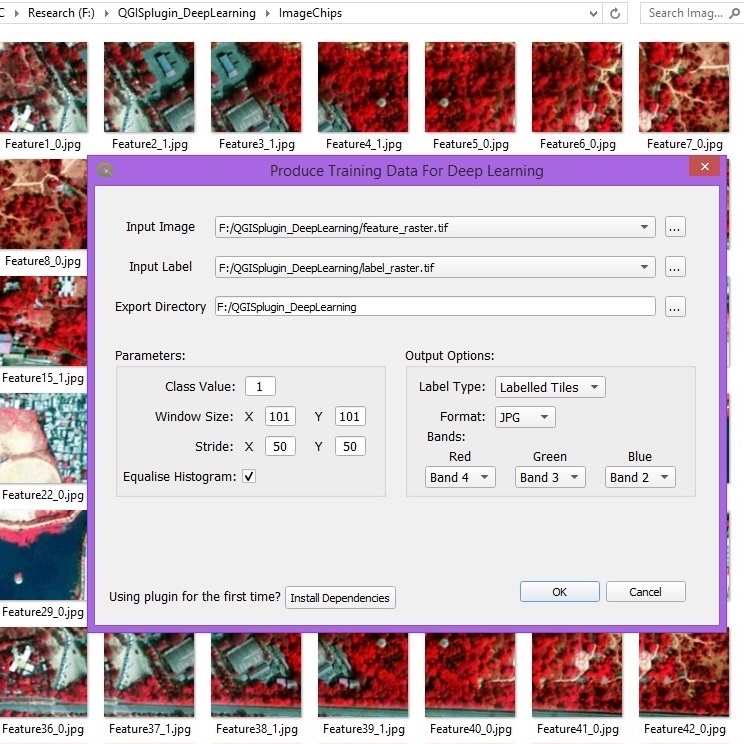 C › Research (F:) › QGISplugin_DeepLearning › ImageChips
Search Imag...
Feature1_0.jpg Feature2_1.jpg Feature3_1.jpg Feature4_1.jpg Feature5_0.jpg Feature6_0.jpg Feature7_0.jpg
Produce Training Data For Deep Learning
Input Image F:/QGISplugin_DeepLearning/feature_raster.tif ...
Feature8_0.jpg
Input Label F:/QGISplugin_DeepLearning/label_raster.tif ...
Export Directory F:/QGISplugin_DeepLearning ...
Parameters:
Class Value: 1
Window Size: X 101 Y 101
Stride: X 50 Y 50
Equalise Histogram:
Output Options:
Label Type: Labelled Tiles
Format: JPG
Bands:
Red Green Blue
Band 4 Band 3 Band 2
Feature15_1.jpg
Feature22_0.jpg
Using plugin for the first time? Install Dependencies
OK Cancel
Feature29_0.jpg
Feature36_0.jpg Feature37_1.jpg Feature38_1.jpg Feature39_1.jpg Feature40_0.jpg Feature41_0.jpg Feature42_0.jpg